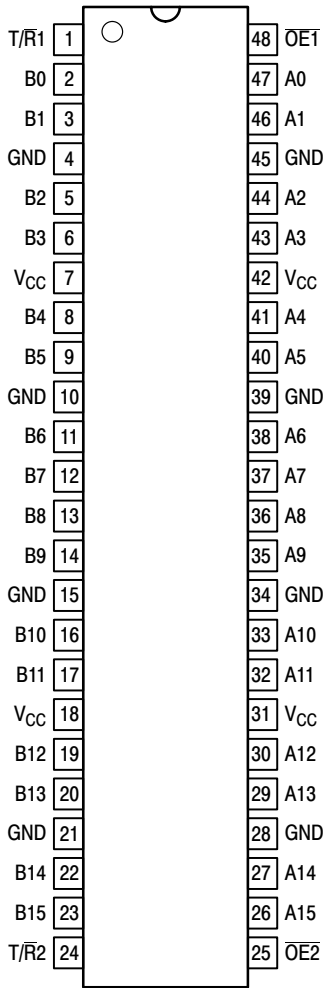 T/R̅1 1 48 O̅E̅1̅
B0 2 47 A0
B1 3 46 A1
GND 4 45 GND
B2 5 44 A2
B3 6 43 A3
VCC 7 42 VCC
B4 8 41 A4
B5 9 40 A5
GND 10 39 GND
B6 11 38 A6
B7 12 37 A7
B8 13 36 A8
B9 14 35 A9
GND 15 34 GND
B10 16 33 A10
B11 17 32 A11
VCC 18 31 VCC
B12 19 30 A12
B13 20 29 A13
GND 21 28 GND
B14 22 27 A14
B15 23 26 A15
T/R̅2 24 25 O̅E̅2̅